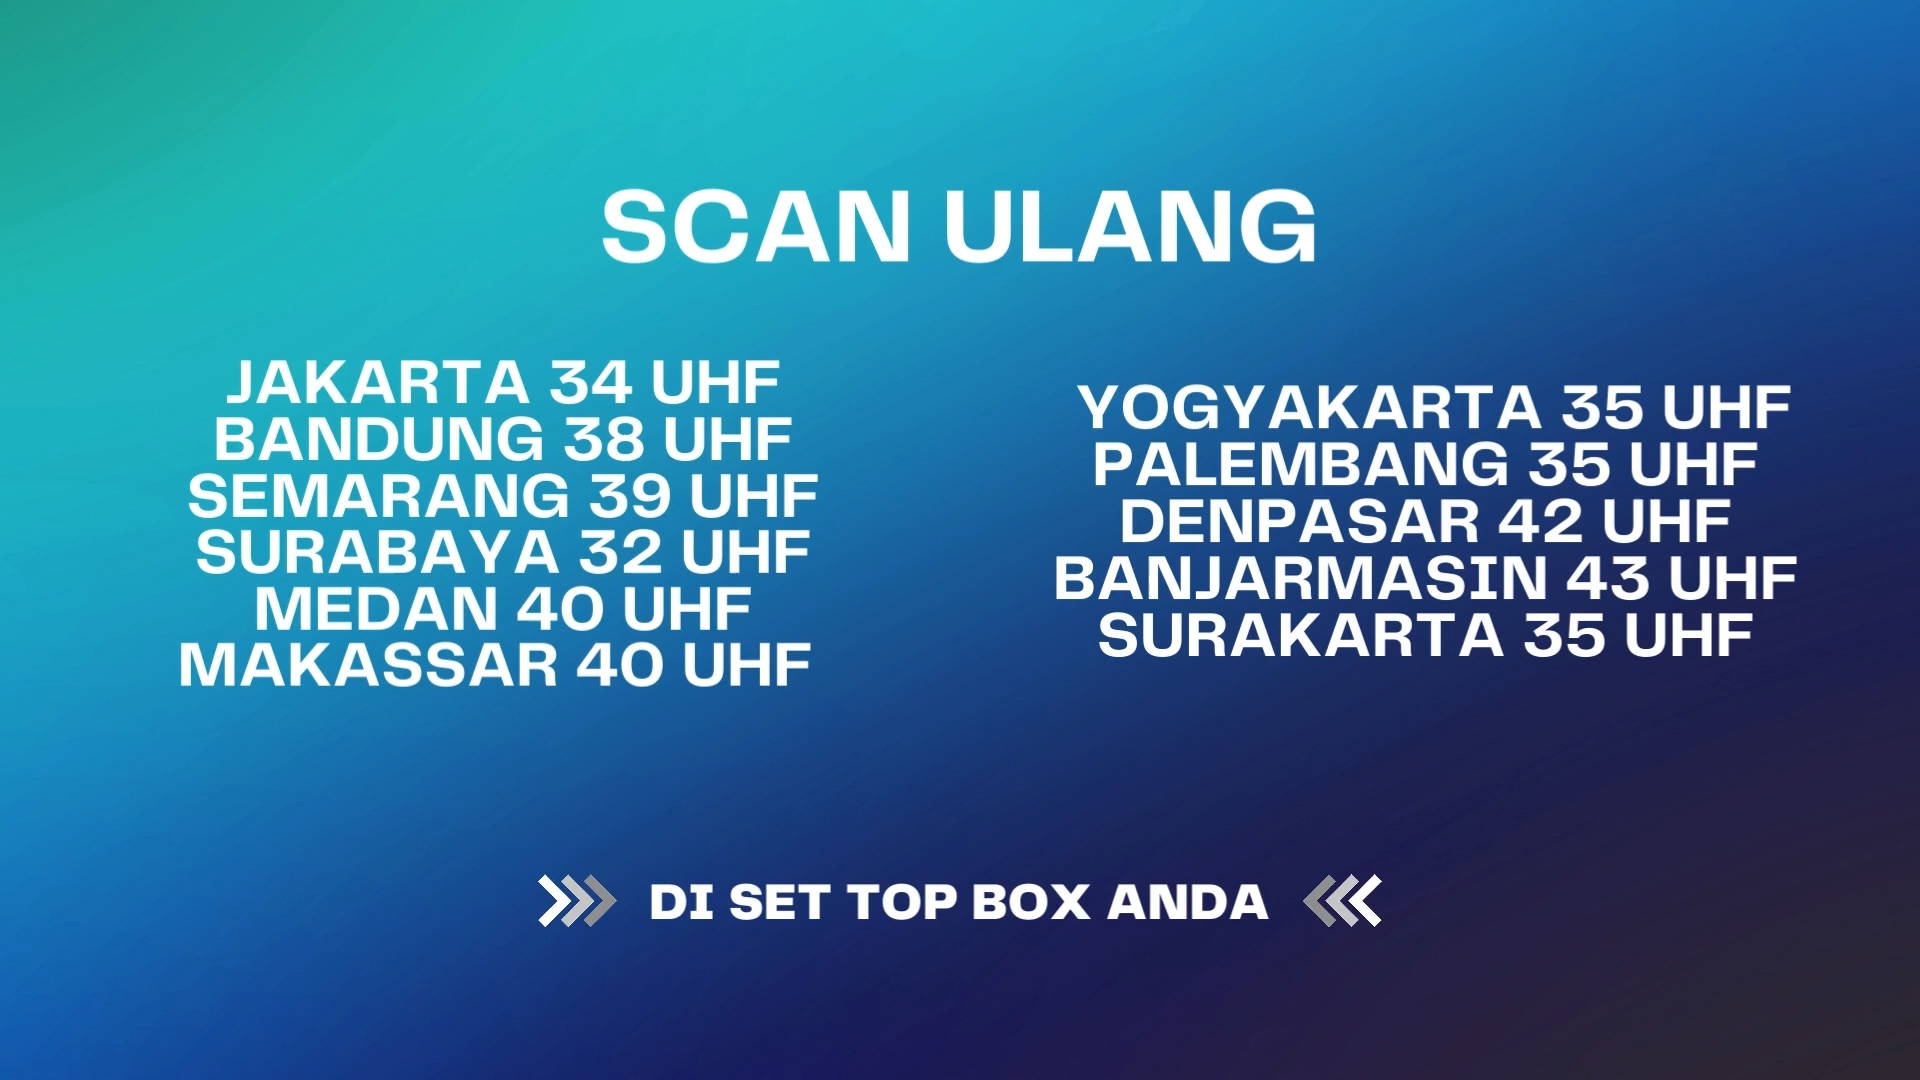 SCAN ULANG
JAKARTA 34 UHF
BANDUNG 38 UHF
SEMARANG 39 UHF
SURABAYA 32 UHF
MEDAN 40 UHF
MAKASSAR 40 UHF
YOGYAKARTA 35 UHF
PALEMBANG 35 UHF
DENPASAR 42 UHF
BANJARMASIN 43 UHF
SURAKARTA 35 UHF
DI SET TOP BOX ANDA